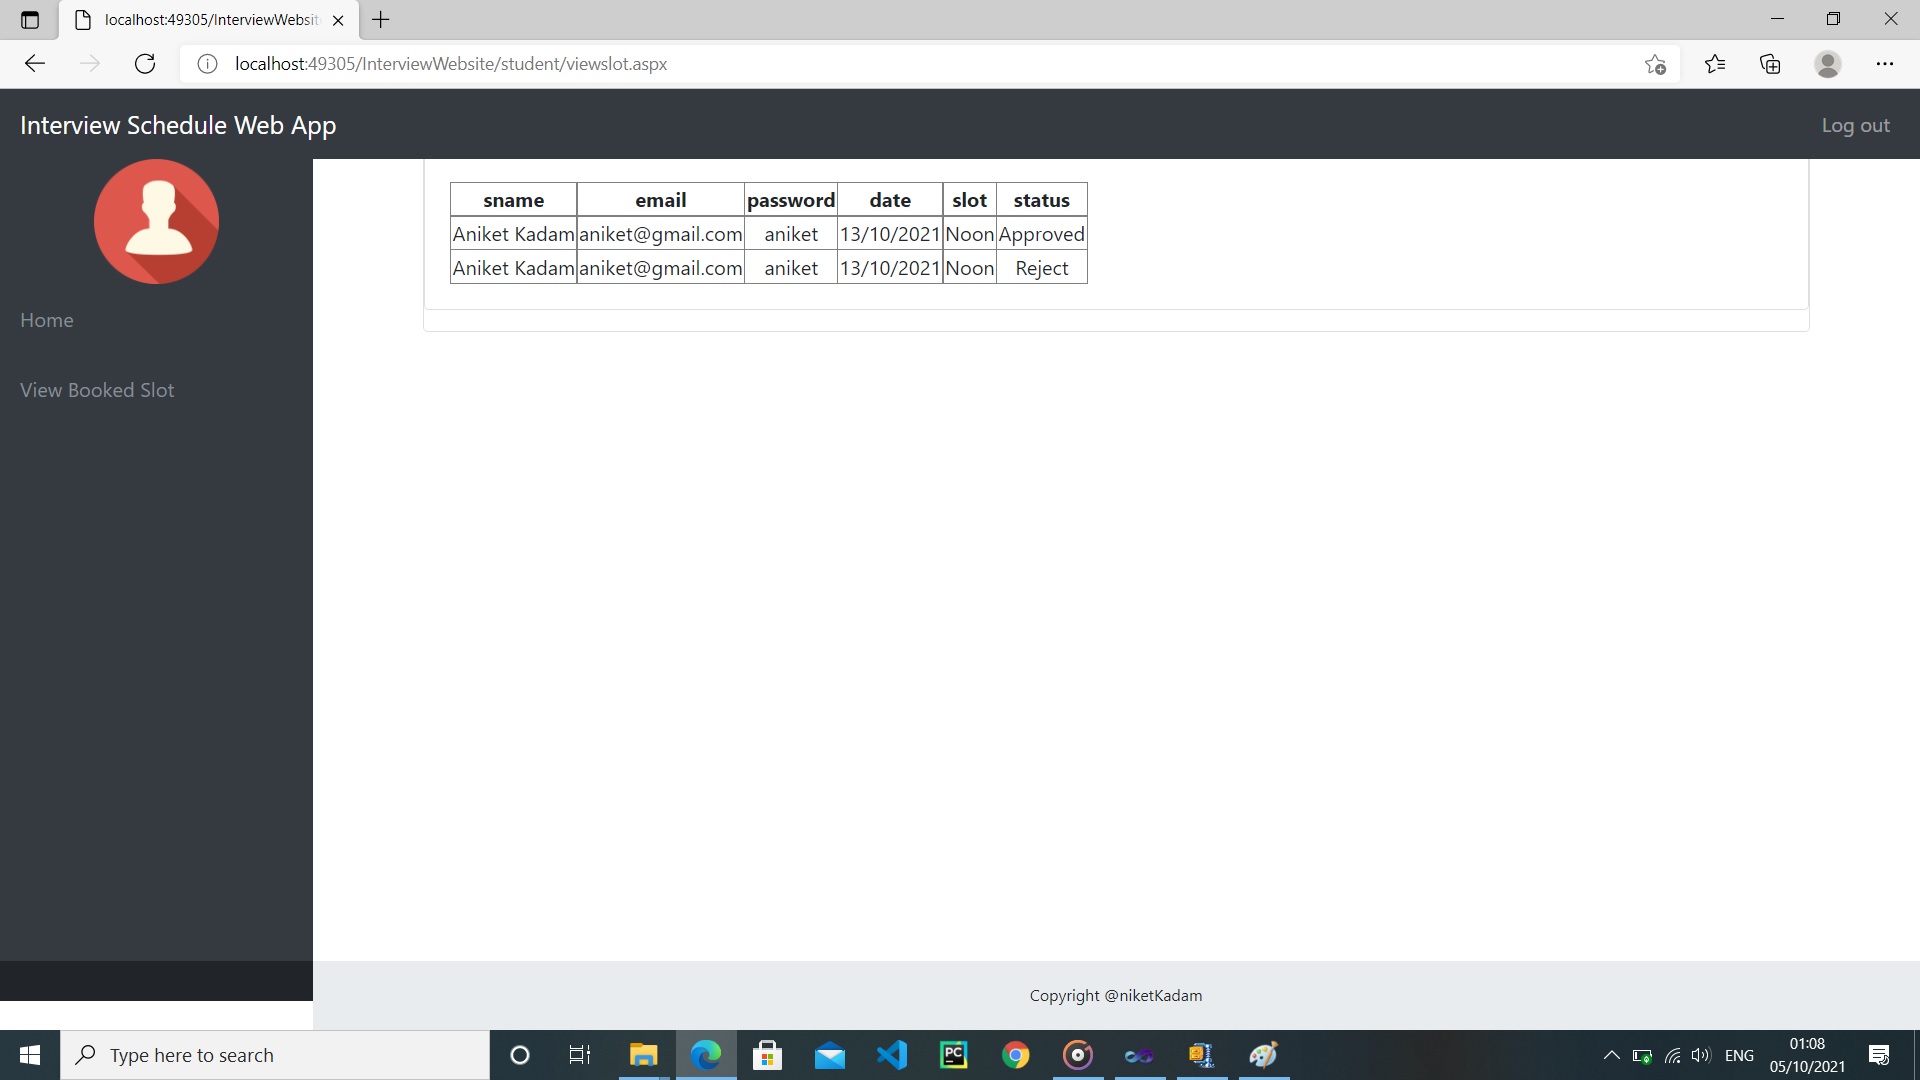 localhost:49305/InterviewWebsit
localhost:49305/InterviewWebsite/student/viewslot.aspx
Interview Schedule Web App
Log out
sname email password date slot status
Aniket Kadam aniket@gmail.com aniket 13/10/2021 Noon Approved
Aniket Kadam aniket@gmail.com aniket 13/10/2021 Noon Reject
Home
View Booked Slot
Copyright @niketKadam
Type here to search
PC
ENG
01:08
05/10/2021